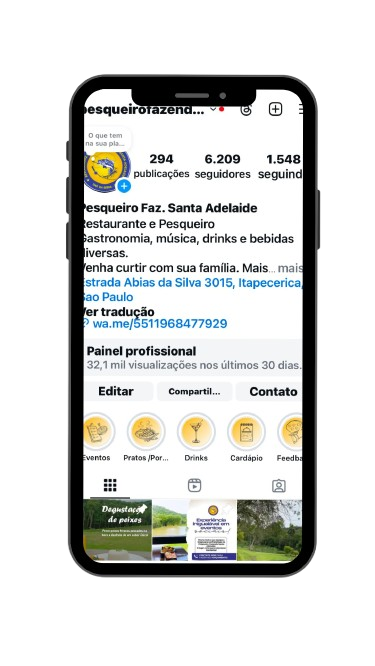 pesqueirofazend...
O que tem
na sua pla...
294
6.209
1.548
publicações
seguidores
seguind
Pesqueiro Faz. Santa Adelaide
Restaurante e Pesqueiro
Gastronomia, música, drinks e bebidas
diversas.
Venha curtir com sua família. Mais... mais
Estrada Abias da Silva 3015, Itapecerica,
Sao Paulo
Ver tradução
wa.me/5511968477929
Painel profissional
32,1 mil visualizações nos últimos 30 dias.
Editar
Compartil...
Contato
Eventos
Pratos /Por...
Drinks
Cardápio
Feedba
Degustação
de peixes
Experiência
Inigualável em
eventos